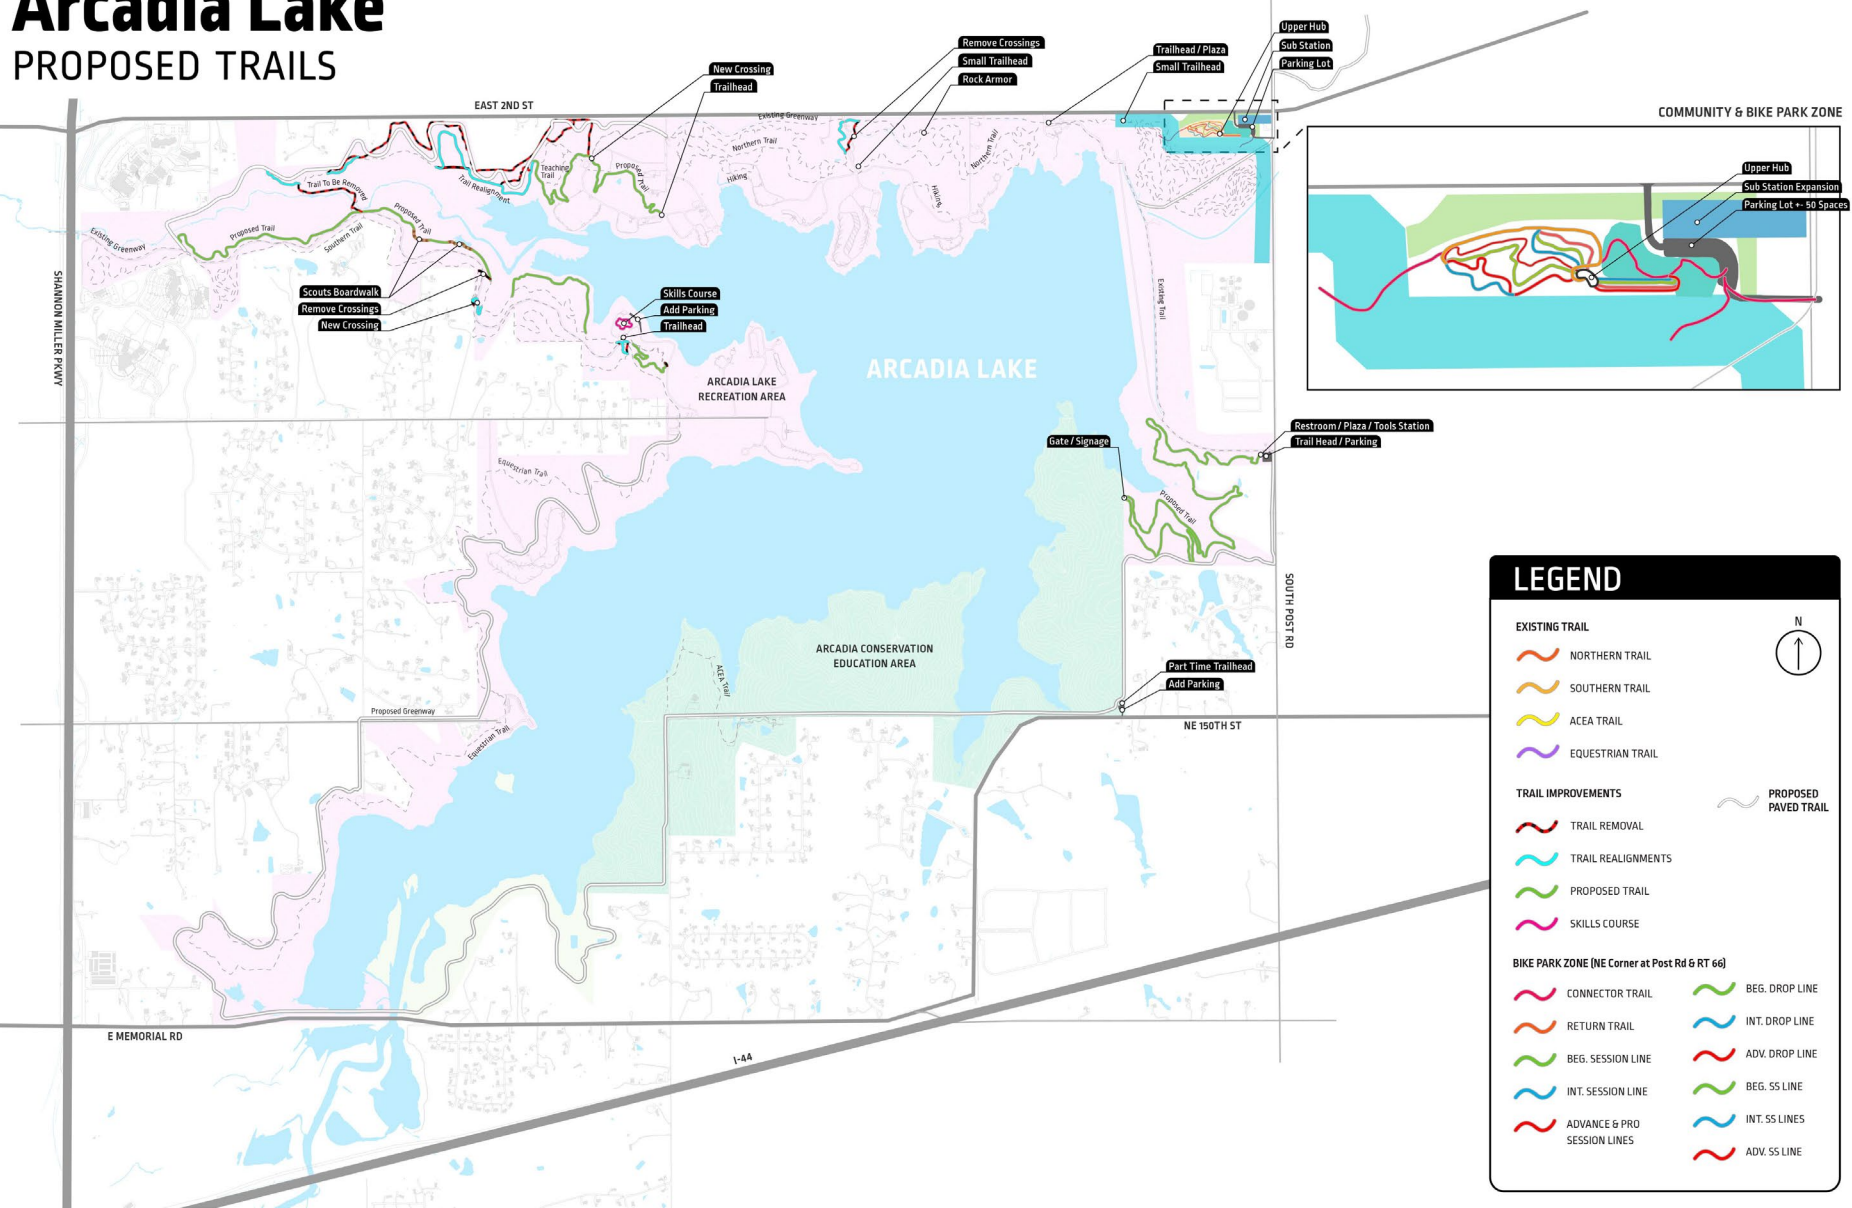 Arcadia Lake
PROPOSED TRAILS
Upper Hub
Sub Station
Parking Lot
Remove Crossings
Small Trailhead
Rock Armor
Trailhead / Plaza
Small Trailhead
New Crossing
Trailhead
EAST 2ND ST
Existing Greenway
Northern Trail
Northern Trail
Hiking
Hiking
COMMUNITY & BIKE PARK ZONE
Upper Hub
Sub Station Expansion
Parking Lot +- 50 Spaces
Teaching
Trail
Proposed Trail
Trail Realignment
Trail To Be Removed
Proposed Trail
Proposed Trail
Southern Trail
Existing Greenway
SHANNON MILLER PKWY
Scouts Boardwalk
Remove Crossings
New Crossing
Skills Course
Add Parking
Trailhead
Existing Trail
ARCADIA LAKE
ARCADIA LAKE
RECREATION AREA
Gate / Signage
Restroom / Plaza / Tools Station
Trail Head / Parking
Equestrian Trail
Proposed Trail
SOUTH POST RD
ARCADIA CONSERVATION
EDUCATION AREA
ACEA Trail
Part Time Trailhead
Add Parking
Proposed Greenway
Equestrian Trail
NE 150TH ST
E MEMORIAL RD
I-44
LEGEND
EXISTING TRAIL
N
NORTHERN TRAIL
SOUTHERN TRAIL
ACEA TRAIL
EQUESTRIAN TRAIL
TRAIL IMPROVEMENTS
PROPOSED
PAVED TRAIL
TRAIL REMOVAL
TRAIL REALIGNMENTS
PROPOSED TRAIL
SKILLS COURSE
BIKE PARK ZONE (NE Corner at Post Rd & RT 66)
CONNECTOR TRAIL
RETURN TRAIL
BEG. SESSION LINE
INT. SESSION LINE
ADVANCE & PRO
SESSION LINES
BEG. DROP LINE
INT. DROP LINE
ADV. DROP LINE
BEG. SS LINE
INT. SS LINES
ADV. SS LINE